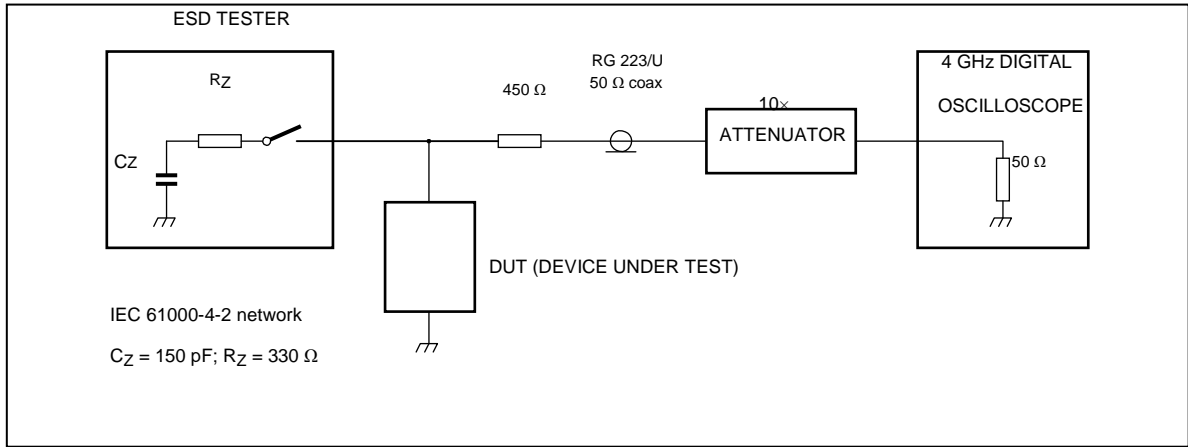 ESD TESTER
RZ
CZ
450 Ω
RG 223/U
50 Ω coax
10×
ATTENUATOR
4 GHz DIGITAL
OSCILLOSCOPE
50 Ω
DUT (DEVICE UNDER TEST)
IEC 61000-4-2 network
CZ = 150 pF; RZ = 330 Ω